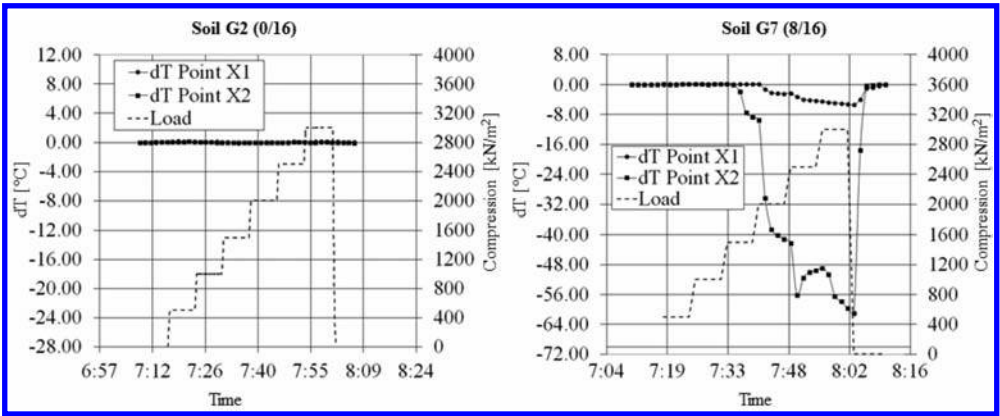 Soil G2 (0/16)
12.00
8.00
4.00
0.00
-4.00
-8.00
-12.00
-16.00
-20.00
-24.00
-28.00
dT [°C]
dT Point X1
dT Point X2
Load
4000
3600
3200
2800
2400
2000
1600
1200
800
400
0
Compression [kN/m²]
6:57 7:12 7:26 7:40 7:55 8:09 8:24
Time
Soil G7 (8/16)
8.00
0.00
-8.00
-16.00
-24.00
-32.00
-40.00
-48.00
-56.00
-64.00
-72.00
dT [°C]
dT Point X1
dT Point X2
Load
4000
3600
3200
2800
2400
2000
1600
1200
800
400
0
Compression [kN/m²]
7:04 7:19 7:33 7:48 8:02 8:16
Time